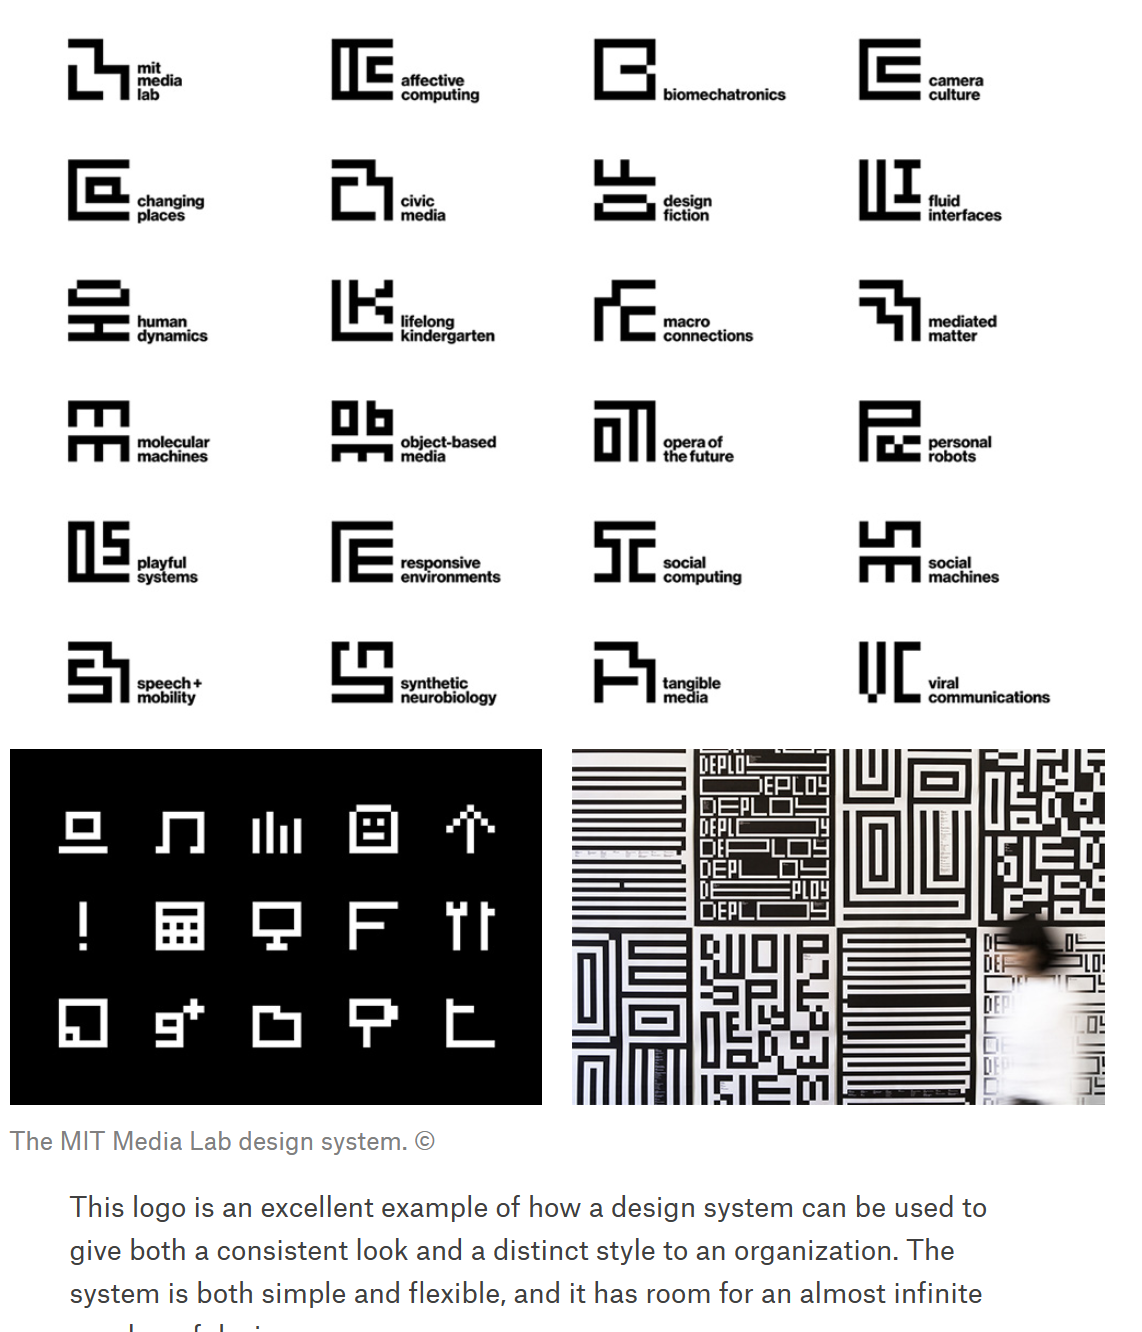 mit
media
lab
affective
computing
biomechatronics
camera
culture
changing
places
civic
media
design
fiction
fluid
interfaces
human
dynamics
lifelong
kindergarten
macro
connections
mediated
matter
molecular
machines
object-based
media
opera of
the future
personal
robots
playful
systems
responsive
environments
social
computing
social
machines
speech +
mobility
synthetic
neurobiology
tangible
media
viral
communications
DEPLOY
DEPLOY
DEPLOY
DEPLOY
DEPLOY
DEPLOY
DEPLOY
DEPLOY
The MIT Media Lab design system. ©
This logo is an excellent example of how a design system can be used to
give both a consistent look and a distinct style to an organization. The
system is both simple and flexible, and it has room for an almost infinite